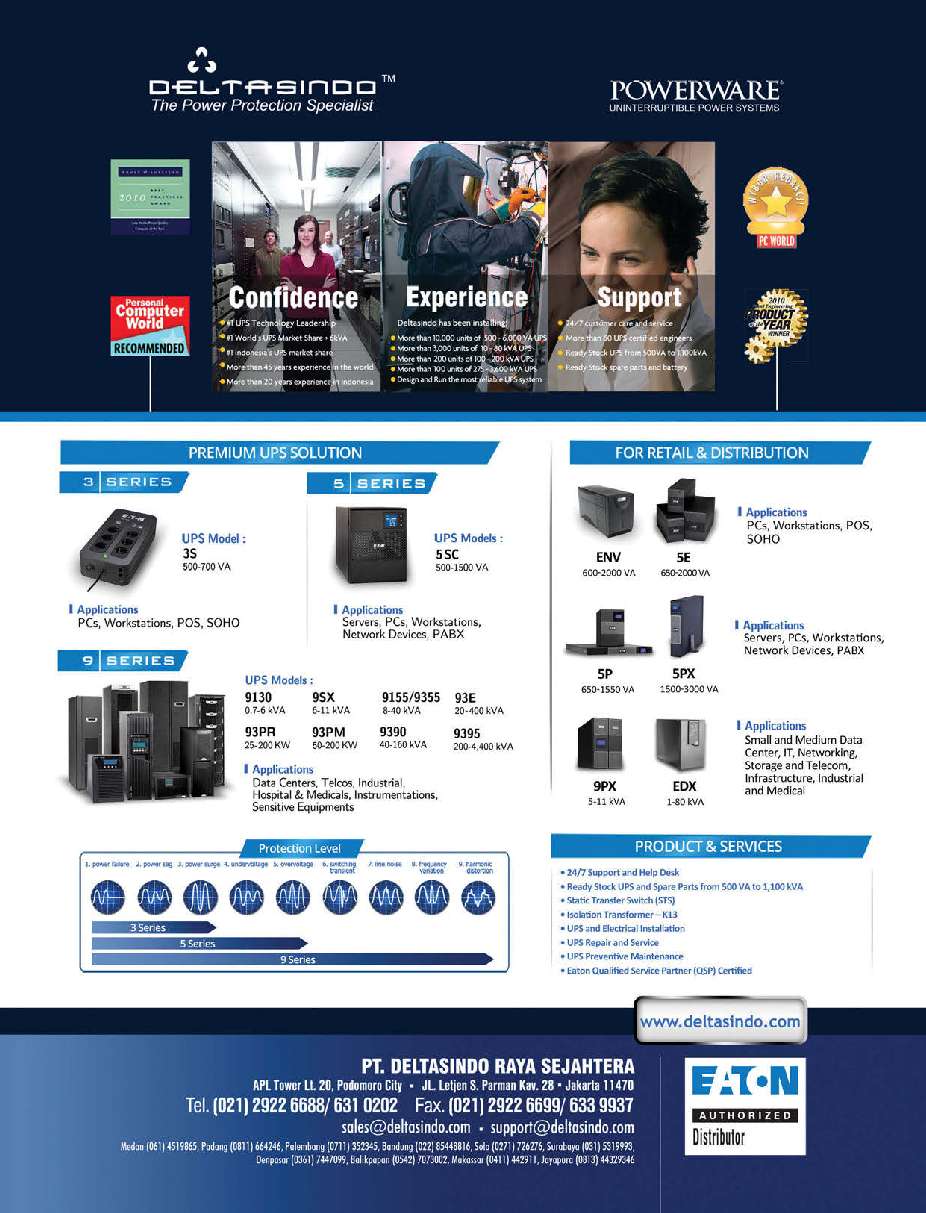 DELTASINDO™
The Power Protection Specialist
POWERWARE®
UNINTERRUPTIBLE POWER SYSTEMS
2010
PC WORLD
Personal
Computer
World
RECOMMENDED
2010
PRODUCT
YEAR
WINNER
Confidence
#1 UPS Technology Leadership
#1 World's UPS Market Share > 6kVA
#1 Indonesia's UPS market share
More than 45 years experience in the world
More than 20 years experience in Indonesia
Experience
Deltasindo has been installing:
More than 10,000 units of 500 - 6,000 VA UPS
More than 3,000 units of 10 - 80 kVA UPS
More than 200 units of 100 - 200 kVA UPS
More than 100 units of 275 - 3,600 kVA UPS
Design and Run the most reliable UPS system
Support
24/7 customer care and service
More than 60 UPS certified engineers
Ready Stock UPS from 500VA to 1,100kVA
Ready Stock spare parts and battery
PREMIUM UPS SOLUTION
3 SERIES
UPS Model :
3S
500-700 VA
Applications
PCs, Workstations, POS, SOHO
5 SERIES
UPS Models :
5 SC
500-1500 VA
Applications
Servers, PCs, Workstations,
Network Devices, PABX
9 SERIES
UPS Models :
9130 9SX 9155/9355 93E
0.7-6 kVA 5-11 kVA 8-40 kVA 20-400 kVA
93PR 93PM 9390 9395
25-200 KW 50-200 KW 40-160 kVA 200-4,400 kVA
Applications
Data Centers, Telcos, Industrial,
Hospital & Medicals, Instrumentations,
Sensitive Equipments
Protection Level
1. power failure 2. power sag 3. power surge 4. undervoltage 5. overvoltage 6. switching transient 7. line noise 8. frequency variation 9. harmonic distortion
3 Series
5 Series
9 Series
FOR RETAIL & DISTRIBUTION
ENV 5E
600-2000 VA 650-2000 VA
Applications
PCs, Workstations, POS,
SOHO
5P 5PX
650-1550 VA 1500-3000 VA
Applications
Servers, PCs, Workstations,
Network Devices, PABX
9PX EDX
5-11 kVA 1-80 kVA
Applications
Small and Medium Data
Center, IT, Networking,
Storage and Telecom,
Infrastructure, Industrial
and Medical
PRODUCT & SERVICES
• 24/7 Support and Help Desk
• Ready Stock UPS and Spare Parts from 500 VA to 1,100 kVA
• Static Transfer Switch (STS)
• Isolation Transformer – K13
• UPS and Electrical Installation
• UPS Repair and Service
• UPS Preventive Maintenance
• Eaton Qualified Service Partner (QSP) Certified
www.deltasindo.com
PT. DELTASINDO RAYA SEJAHTERA
APL Tower Lt. 20, Podomoro City • JL. Letjen S. Parman Kav. 28 • Jakarta 11470
Tel. (021) 2922 6688/ 631 0202 Fax. (021) 2922 6699/ 633 9937
sales@deltasindo.com • support@deltasindo.com
Medan (061) 4519865, Padang (0811) 664246, Palembang (0711) 352345, Bandung (022) 85448816, Solo (0271) 726276, Surabaya (031) 5319993,
Denpasar (0361) 7447099, Balikpapan (0542) 7073002, Makassar (0411) 442911, Jayapura (0813) 44329346
EATON
AUTHORIZED
Distributor